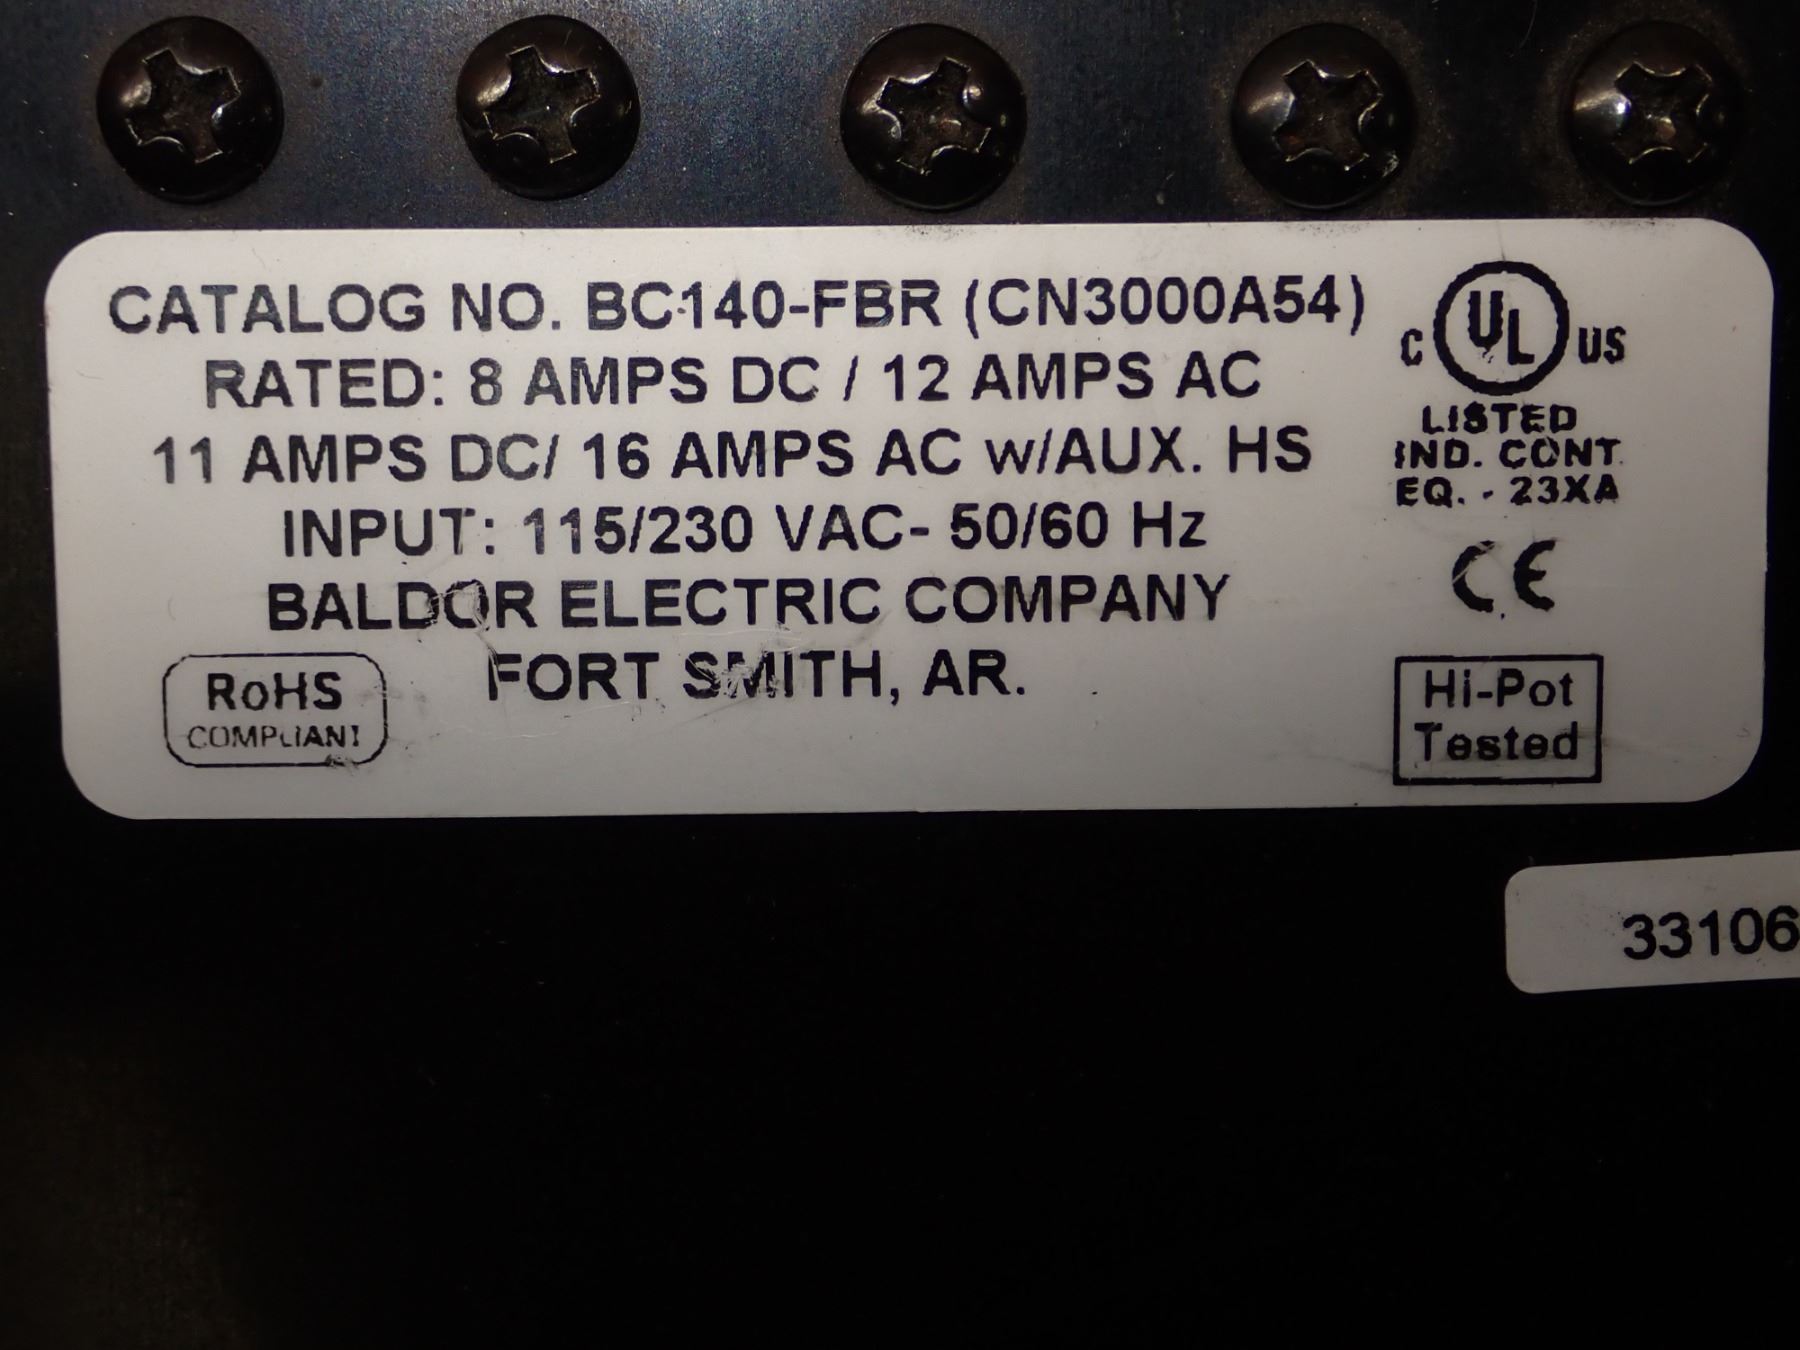 CATALOG NO. BC140-FBR (CN3000A54)
RATED: 8 AMPS DC / 12 AMPS AC
11 AMPS DC/ 16 AMPS AC w/AUX. HS
INPUT: 115/230 VAC- 50/60 Hz
BALDOR ELECTRIC COMPANY
FORT SMITH, AR.
RoHS
COMPLIANT
C UL US
LISTED
IND. CONT.
EQ. - 23XA
CE
Hi-Pot
Tested
33106